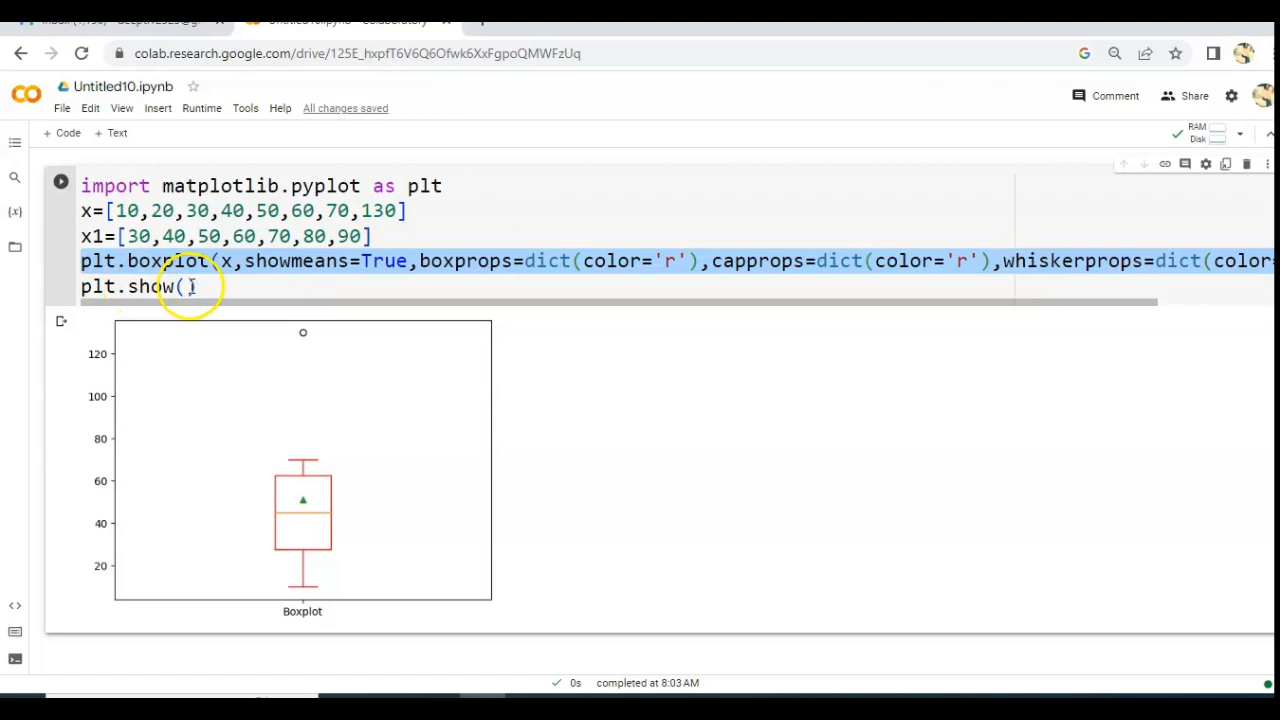 colab.research.google.com/drive/125E_hxpfT6V6Q6Ofwk6XxFgpoQMWFzUq
Untitled10.ipynb
File Edit View Insert Runtime Tools Help All changes saved
Comment Share
+ Code + Text
RAM
Disk
import matplotlib.pyplot as plt
x=[10,20,30,40,50,60,70,130]
x1=[30,40,50,60,70,80,90]
plt.boxplot(x,showmeans=True,boxprops=dict(color='r'),capprops=dict(color='r'),whiskerprops=dict(color=
plt.show()
120
100
80
60
40
20
Boxplot
0s completed at 8:03 AM